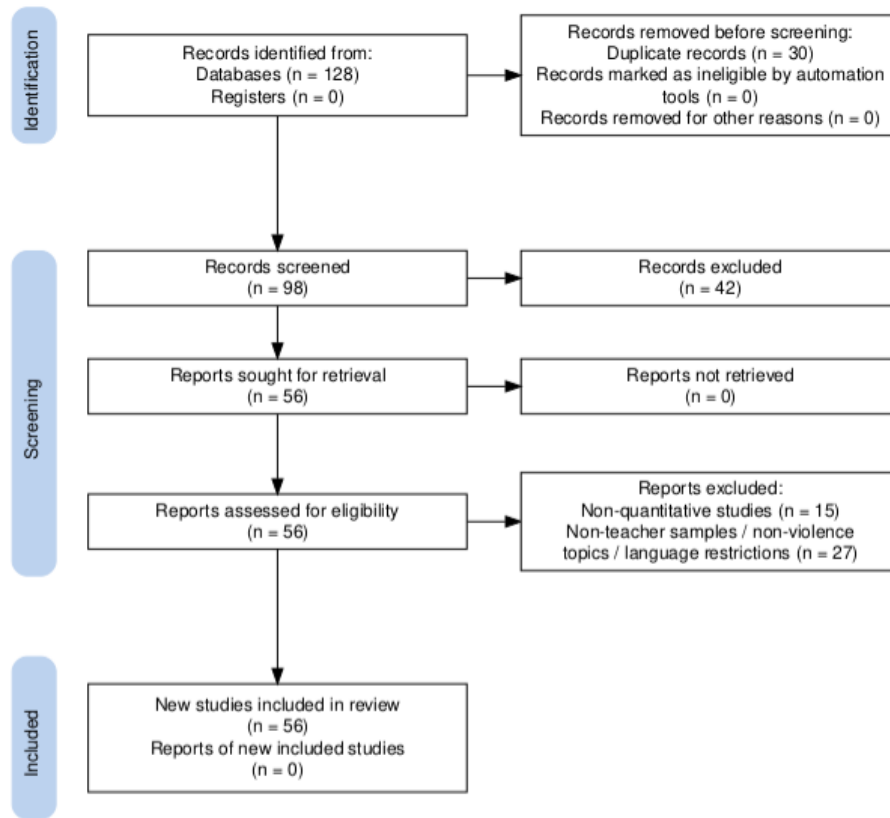 Identification
Records identified from:
Databases (n = 128)
Registers (n = 0)
Records removed before screening:
Duplicate records (n = 30)
Records marked as ineligible by automation
tools (n = 0)
Records removed for other reasons (n = 0)
Screening
Records screened
(n = 98)
Records excluded
(n = 42)
Reports sought for retrieval
(n = 56)
Reports not retrieved
(n = 0)
Reports assessed for eligibility
(n = 56)
Reports excluded:
Non-quantitative studies (n = 15)
Non-teacher samples / non-violence
topics / language restrictions (n = 27)
Included
New studies included in review
(n = 56)
Reports of new included studies
(n = 0)